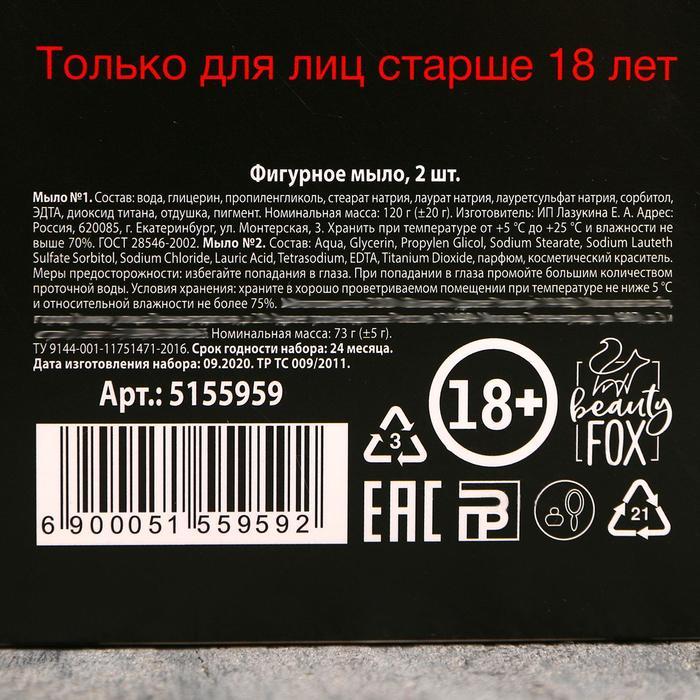 Только для лиц старше 18 лет
Фигурное мыло, 2 шт.
Мыло №1. Состав: вода, глицерин, пропиленгликоль, стеарат натрия, лаурат натрия, лауретсульфат натрия, сорбитол,
ЭДТА, диоксид титана, отдушка, пигмент. Номинальная масса: 120 г (±20 г). Изготовитель: ИП Лазукина Е. А. Адрес:
Россия, 620085, г. Екатеринбург, ул. Монтерская, 3. Хранить при температуре от +5 °С до +25 °С и влажности не
выше 70%. ГОСТ 28546-2002. Мыло №2. Состав: Aqua, Glycerin, Propylen Glicol, Sodium Stearate, Sodium Lauteth
Sulfate Sorbitol, Sodium Chloride, Lauric Acid, Tetrasodium, EDTA, Titanium Dioxide, парфюм, косметический краситель.
Меры предосторожности: избегайте попадания в глаза. При попадании в глаза промойте большим количеством
проточной воды. Условия хранения: хранить в хорошо проветриваемом помещении при температуре не ниже 5 °С
и относительной влажности не более 75%.
Номинальная масса: 73 г (±5 г).
ТУ 9144-001-11751471-2016. Срок годности набора: 24 месяца.
Дата изготовления набора: 09.2020. ТР ТС 009/2011.
Арт.: 5155959
18+
beauty
FOX
3
EAC
21
6 900051 559592